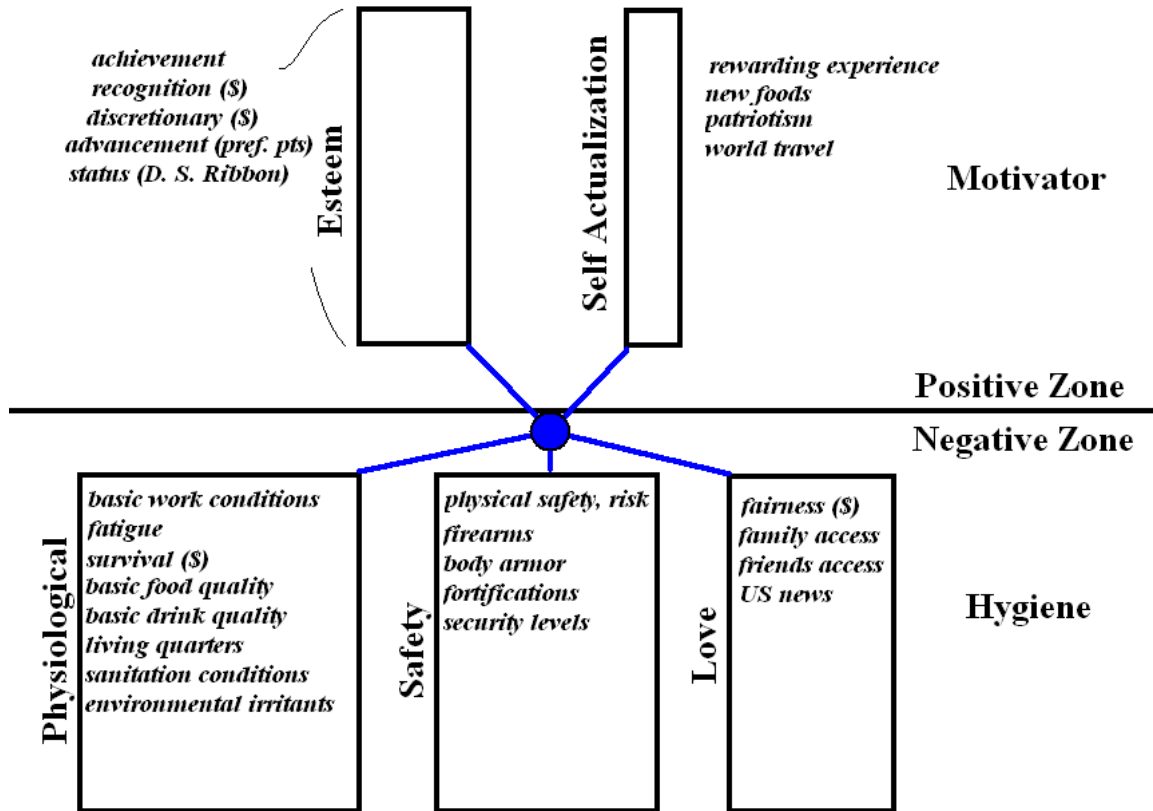 achievement
recognition ($)
discretionary ($)
advancement (pref. pts)
status (D. S. Ribbon)
Esteem
Self Actualization
rewarding experience
new foods
patriotism
world travel
Motivator
Positive Zone
Negative Zone
Physiological
basic work conditions
fatigue
survival ($)
basic food quality
basic drink quality
living quarters
sanitation conditions
environmental irritants
Safety
physical safety, risk
firearms
body armor
fortifications
security levels
Love
fairness ($)
family access
friends access
US news
Hygiene